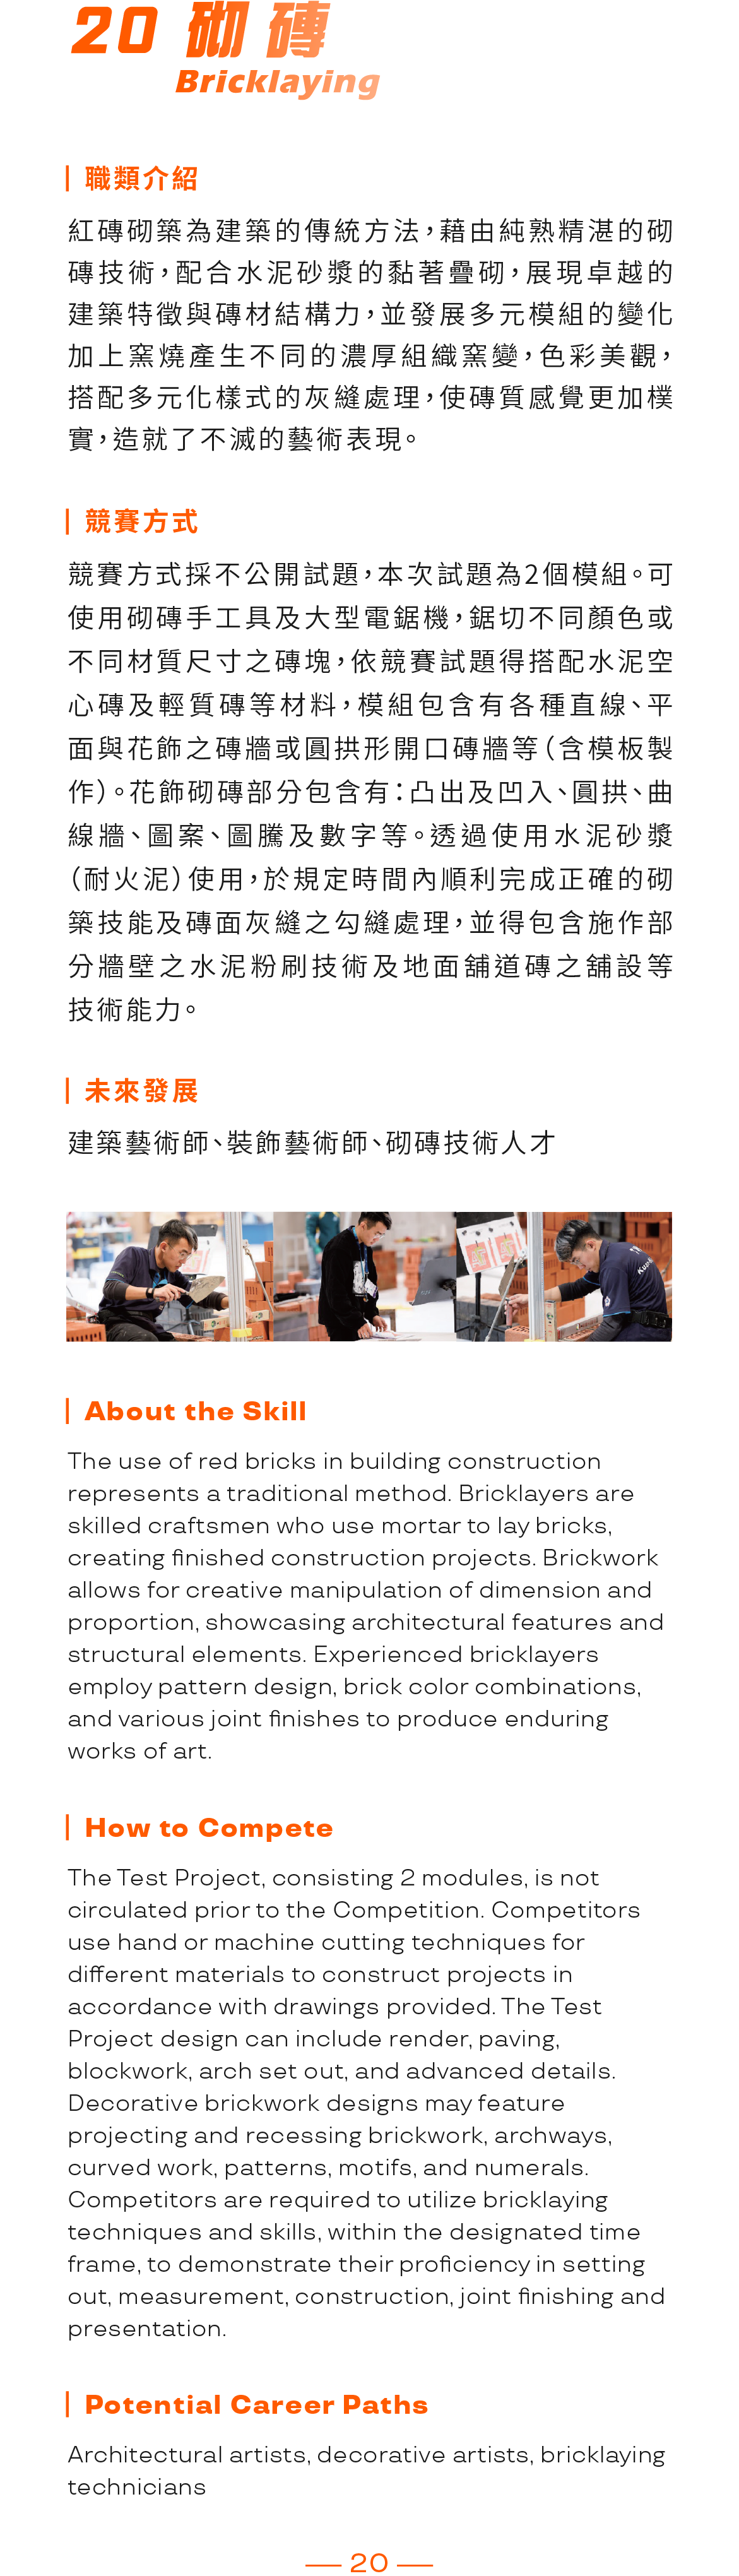 20 砌磚
Bricklaying
職類介紹
紅磚砌築為建築的傳統方法，藉由純熟精湛的砌
磚技術，配合水泥砂漿的黏著疊砌，展現卓越的
建築特徵與磚材結構力，並發展多元模組的變化
加上窯燒產生不同的濃厚組織窯變，色彩美觀，
搭配多元化樣式的灰縫處理，使磚質感覺更加樸
實，造就了不滅的藝術表現。
競賽方式
競賽方式採不公開試題，本次試題為2個模組。可
使用砌磚手工具及大型電鋸機，鋸切不同顏色或
不同材質尺寸之磚塊，依競賽試題得搭配水泥空
心磚及輕質磚等材料，模組包含有各種直線、平
面與花飾之磚牆或圓拱形開口磚牆等（含模板製
作）。花飾砌磚部分包含有：凸出及凹入、圓拱、曲
線牆、圖案、圖騰及數字等。透過使用水泥砂漿
（耐火泥）使用，於規定時間內順利完成正確的砌
築技能及磚面灰縫之勾縫處理，並得包含施作部
分牆壁之水泥粉刷技術及地面舖道磚之舖設等
技術能力。
未來發展
建築藝術師、裝飾藝術師、砌磚技術人才
About the Skill
The use of red bricks in building construction
represents a traditional method. Bricklayers are
skilled craftsmen who use mortar to lay bricks,
creating finished construction projects. Brickwork
allows for creative manipulation of dimension and
proportion, showcasing architectural features and
structural elements. Experienced bricklayers
employ pattern design, brick color combinations,
and various joint finishes to produce enduring
works of art.
How to Compete
The Test Project, consisting 2 modules, is not
circulated prior to the Competition. Competitors
use hand or machine cutting techniques for
different materials to construct projects in
accordance with drawings provided. The Test
Project design can include render, paving,
blockwork, arch set out, and advanced details.
Decorative brickwork designs may feature
projecting and recessing brickwork, archways,
curved work, patterns, motifs, and numerals.
Competitors are required to utilize bricklaying
techniques and skills, within the designated time
frame, to demonstrate their proficiency in setting
out, measurement, construction, joint finishing and
presentation.
Potential Career Paths
Architectural artists, decorative artists, bricklaying
technicians
20